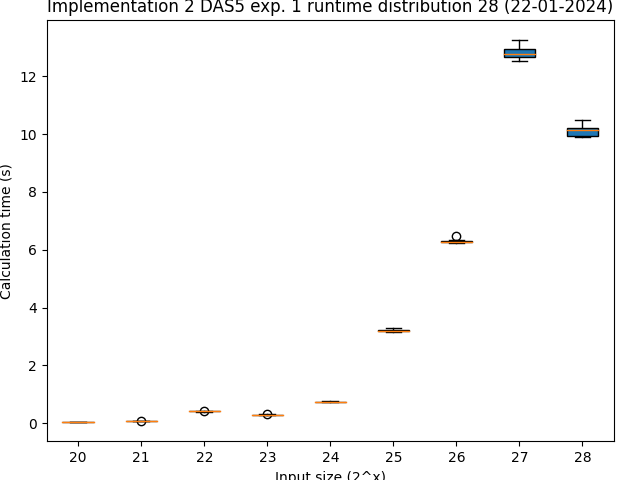 Implementation 2 DAS5 exp. 1 runtime distribution 28 (22-01-2024)
Calculation time (s)
12
10
8
6
4
2
0
20 21 22 23 24 25 26 27 28
Input size (2^x)